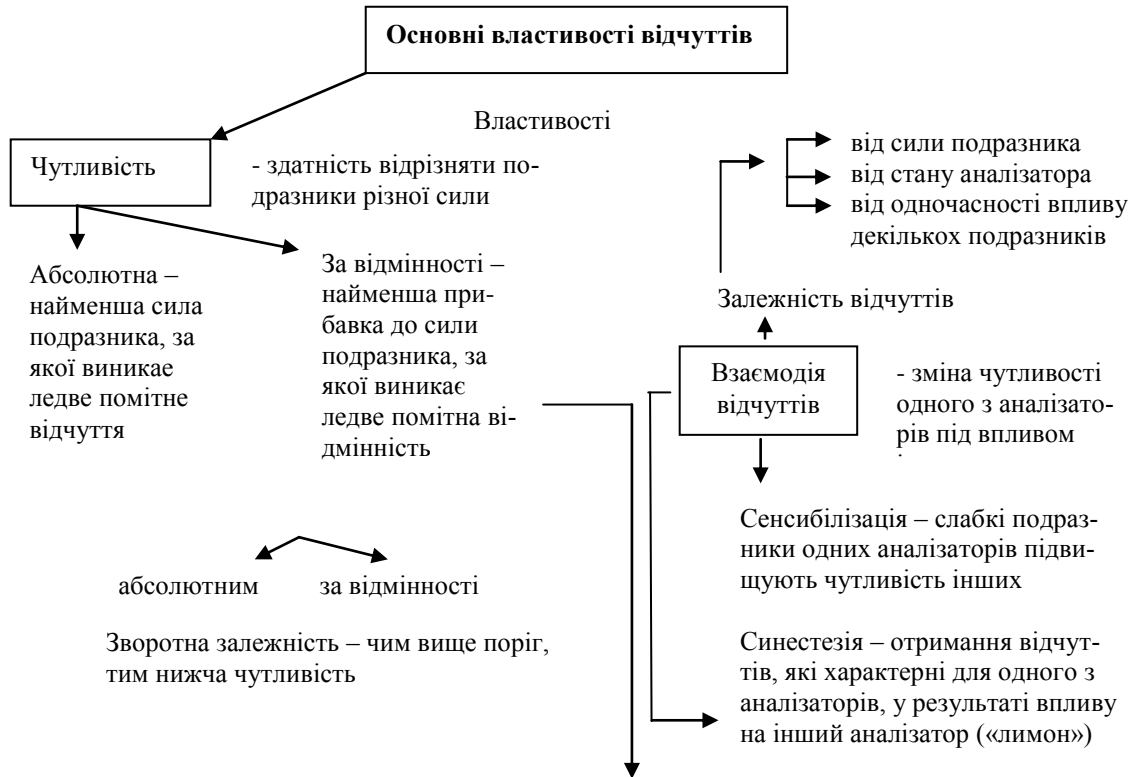 Основні властивості відчуттів
Властивості
Чутливість
- здатність відрізняти по-
дразники різної сили
Абсолютна –
найменша сила
подразника, за
якої виникає
ледве помітне
відчуття
За відмінності –
найменша при-
бавка до сили
подразника, за
якої виникає
ледве помітна ві-
дмінність
від сили подразника
від стану аналізатора
від одночасності впливу
декількох подразників
Залежність відчуттів
Взаємодія
відчуттів
- зміна чутливості
одного з аналізато-
рів під впливом
Сенсибілізація – слабкі подраз-
ники одних аналізаторів підви-
щують чутливість інших
абсолютним
за відмінності
Зворотна залежність – чим вище поріг,
тим нижча чутливість
Синестезія – отримання відчут-
тів, які характерні для одного з
аналізаторів, у результаті впливу
на інший аналізатор («лимон»)